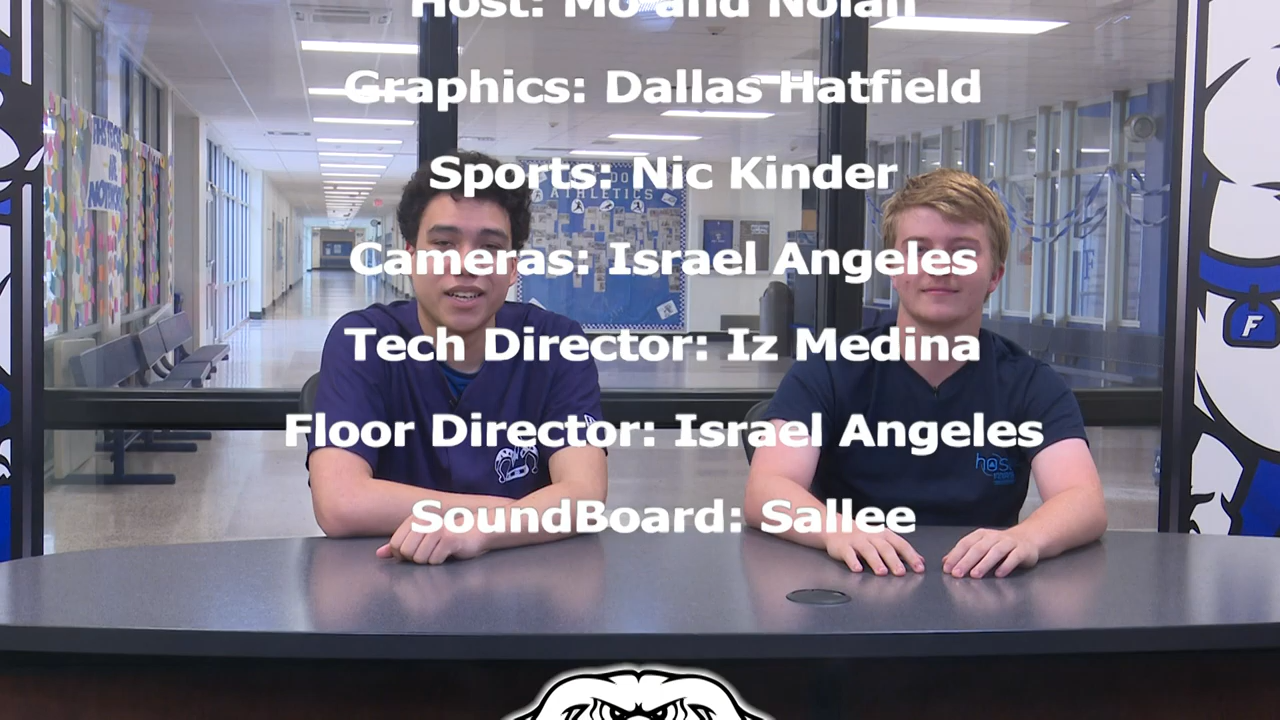 Host: Mo and Nolan
Graphics: Dallas Hatfield
Sports: Nic Kinder
ATHLETICS
Cameras: Israel Angeles
F
Tech Director: Iz Medina
Floor Director: Israel Angeles
SoundBoard: Sallee